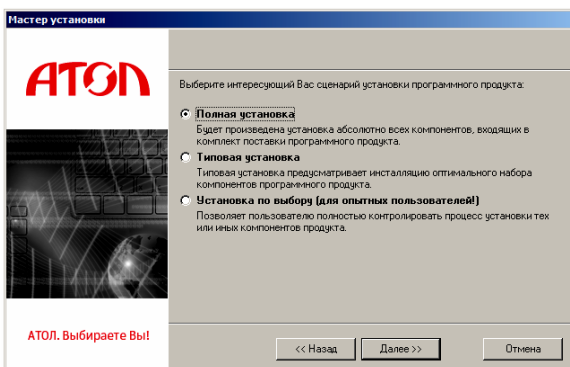 Мастер установки
АТОЛ
Выберите интересующий Вас сценарий установки программного продукта:
Полная установка
Будет произведена установка абсолютно всех компонентов, входящих в
комплект поставки программного продукта.
Типовая установка
Типовая установка предусматривает инсталляцию оптимального набора
компонентов программного продукта.
Установка по выбору (для опытных пользователей!)
Позволяет пользователю полностью контролировать процесс установки тех
или иных компонентов продукта.
АТОЛ. Выбираете Вы!
<< Назад
Далее >>
Отмена